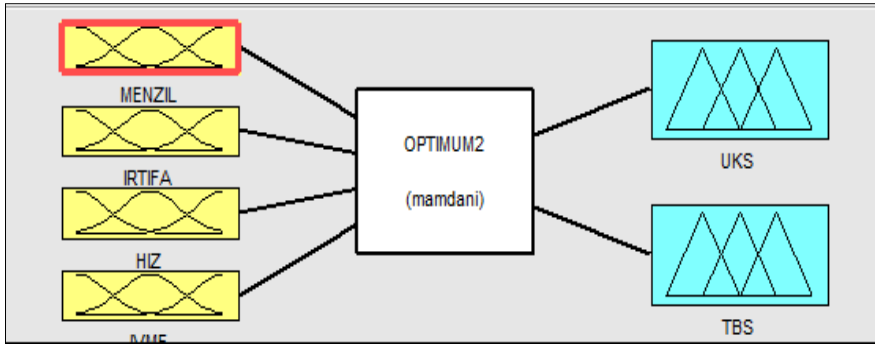 MENZIL
IRTIFA
HIZ
OPTIMUM2
(mamdani)
UKS
TBS